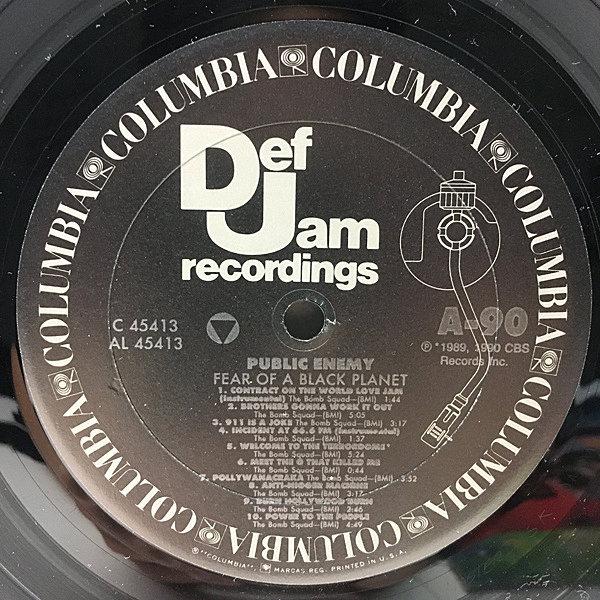 COLUMBIA COLUMBIA COLUMBIA COLUMBIA COLUMBIA COLUMBIA COLUMBIA COLUMBIA
Def
Jam
recordings
C 45413
AL 45413
A-90
℗ "1989, 1990 CBS
Records Inc.
PUBLIC ENEMY
FEAR OF A BLACK PLANET
1. CONTRACT ON THE WORLD LOVE JAM
(Instrumental) The Bomb Squad—(BMI) 1:44
2. BROTHERS GONNA WORK IT OUT
The Bomb Squad—(BMI) 5:05
3. 911 IS A JOKE The Bomb Squad—(BMI) 3:17
4. INCIDENT AT 66.6 FM (Instrumental)
The Bomb Squad—(BMI) 1:37
5. WELCOME TO THE TERRORDOME"
The Bomb Squad—(BMI) 5:24
6. MEET THE G THAT KILLED ME
The Bomb Squad—(BMI)
7. POLLYWANACRAKA The Bomb Squad—(BMI) 3:52
8. ANTI-NIGGER MACHINE
The Bomb Squad—(BMI) 3:17
9. BURN HOLLYWOOD BURN
The Bomb Squad—(BMI) 2:46
10. POWER TO THE PEOPLE
The Bomb Squad—(BMI) 4:49
®"COLUMBIA", MARCAS REG. PRINTED IN U.S.A.